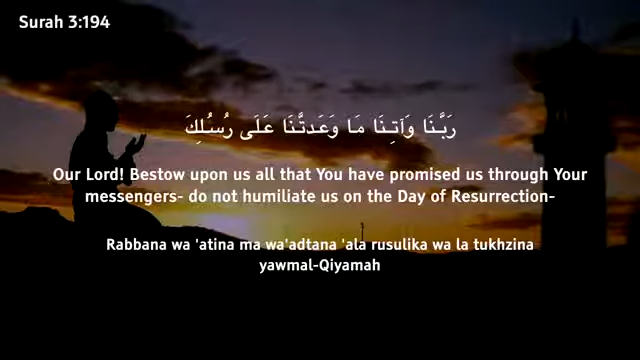 Surah 3:194
رَبَّنَا وَآتِنَا مَا وَعَدتَّنَا عَلَى رُسُلِكَ
Our Lord! Bestow upon us all that You have promised us through Your
messengers- do not humiliate us on the Day of Resurrection-
Rabbana wa 'atina ma wa'adtana 'ala rusulika wa la tukhzina
yawmal-Qiyamah